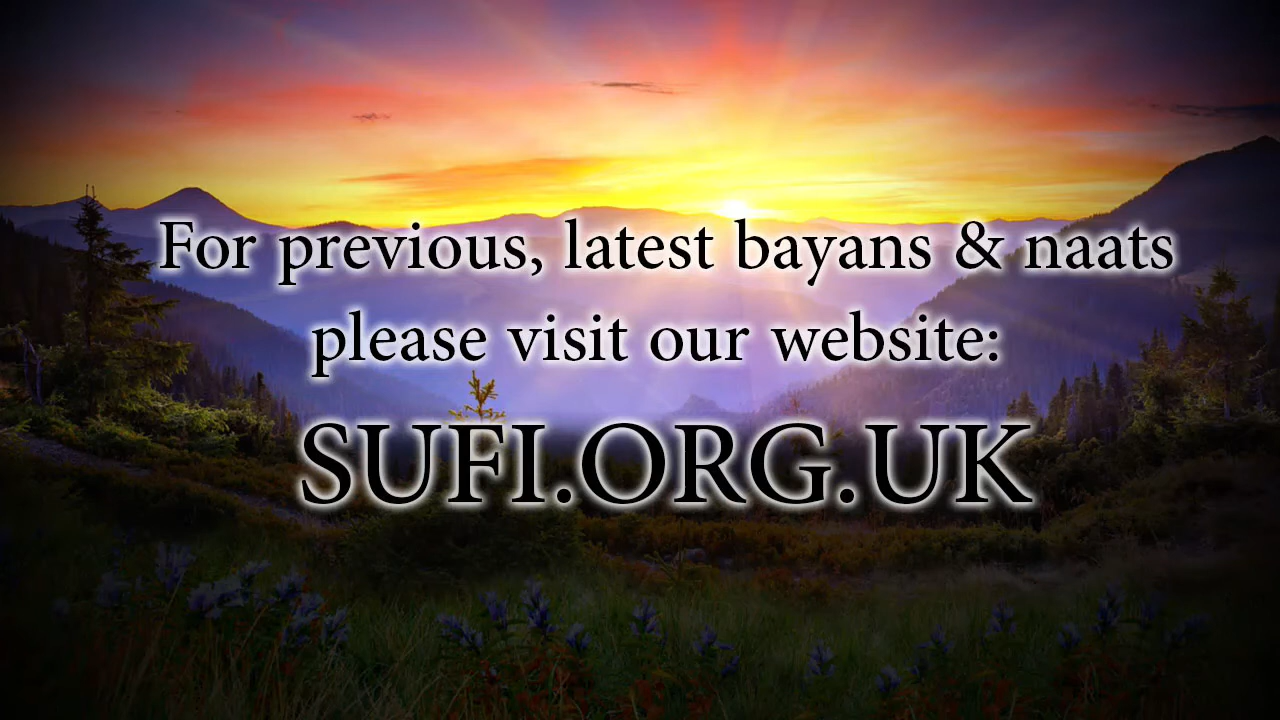 For previous, latest bayans & naats
please visit our website:
SUFI.ORG.UK